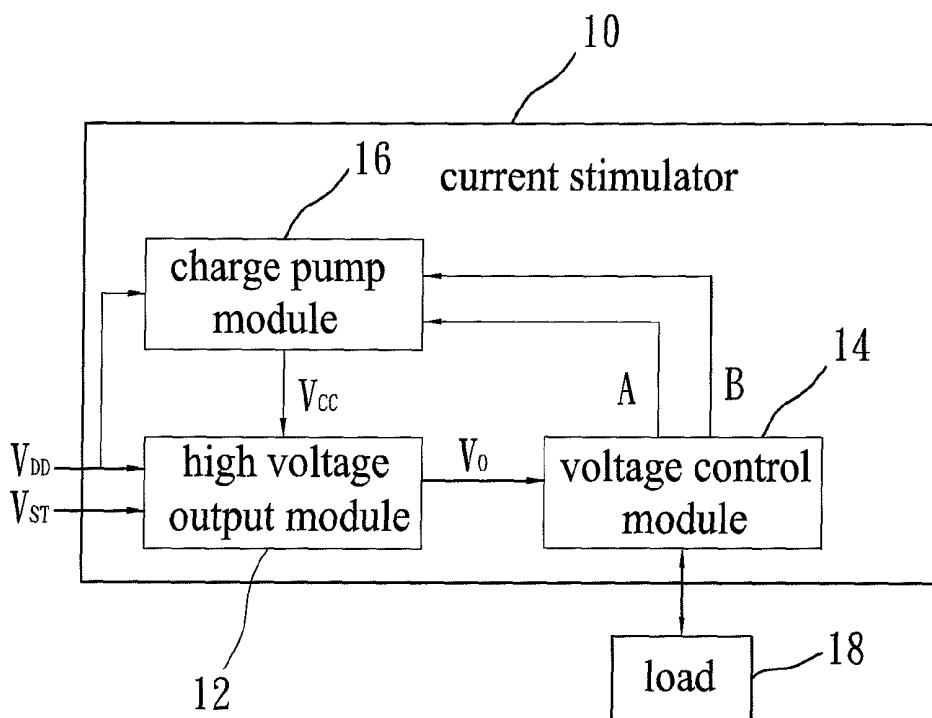 10
16
current stimulator
charge pump
module
14
A
B
VCC
VDD
high voltage
output module
VO
voltage control
module
VST
12
load
18